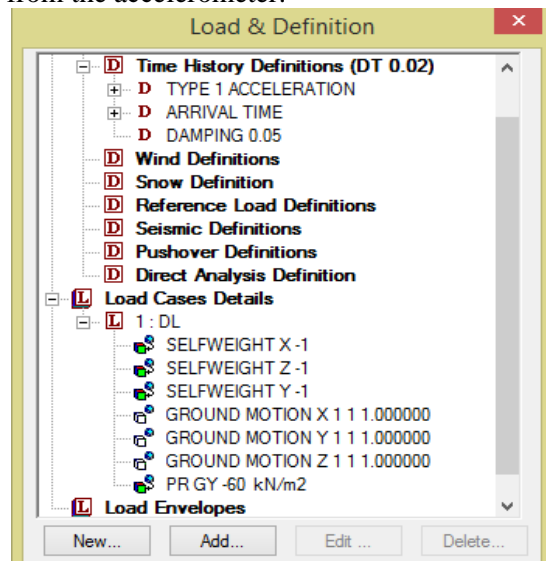 from the accelerometer.
Load & Definition
×
D Time History Definitions (DT 0.02)
D TYPE 1 ACCELERATION
D ARRIVAL TIME
D DAMPING 0.05
D Wind Definitions
D Snow Definition
D Reference Load Definitions
D Seismic Definitions
D Pushover Definitions
D Direct Analysis Definition
L Load Cases Details
L 1 : DL
SELFWEIGHT X -1
SELFWEIGHT Z -1
SELFWEIGHT Y -1
GROUND MOTION X 1 1 1.000000
GROUND MOTION Y 1 1 1.000000
GROUND MOTION Z 1 1 1.000000
PR GY -60 kN/m2
L Load Envelopes
New... Add... Edit ... Delete...